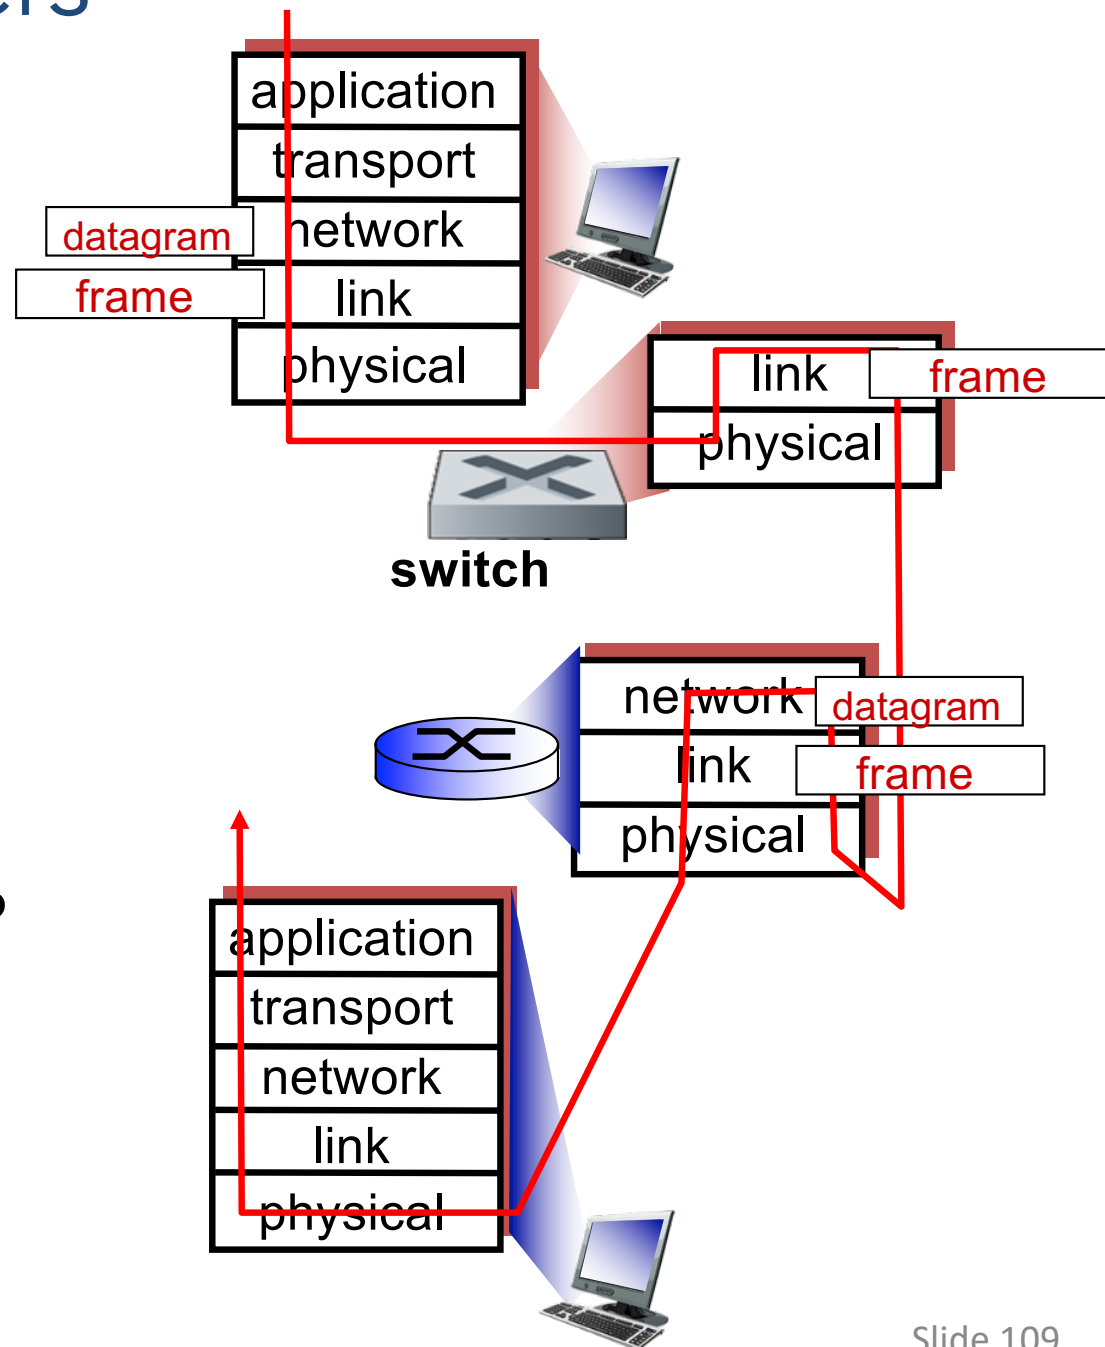 ers
application
transport
datagram
network
frame
link
physical
link
frame
physical
switch
network
datagram
link
frame
physical
application
transport
network
link
physical
Slide 109